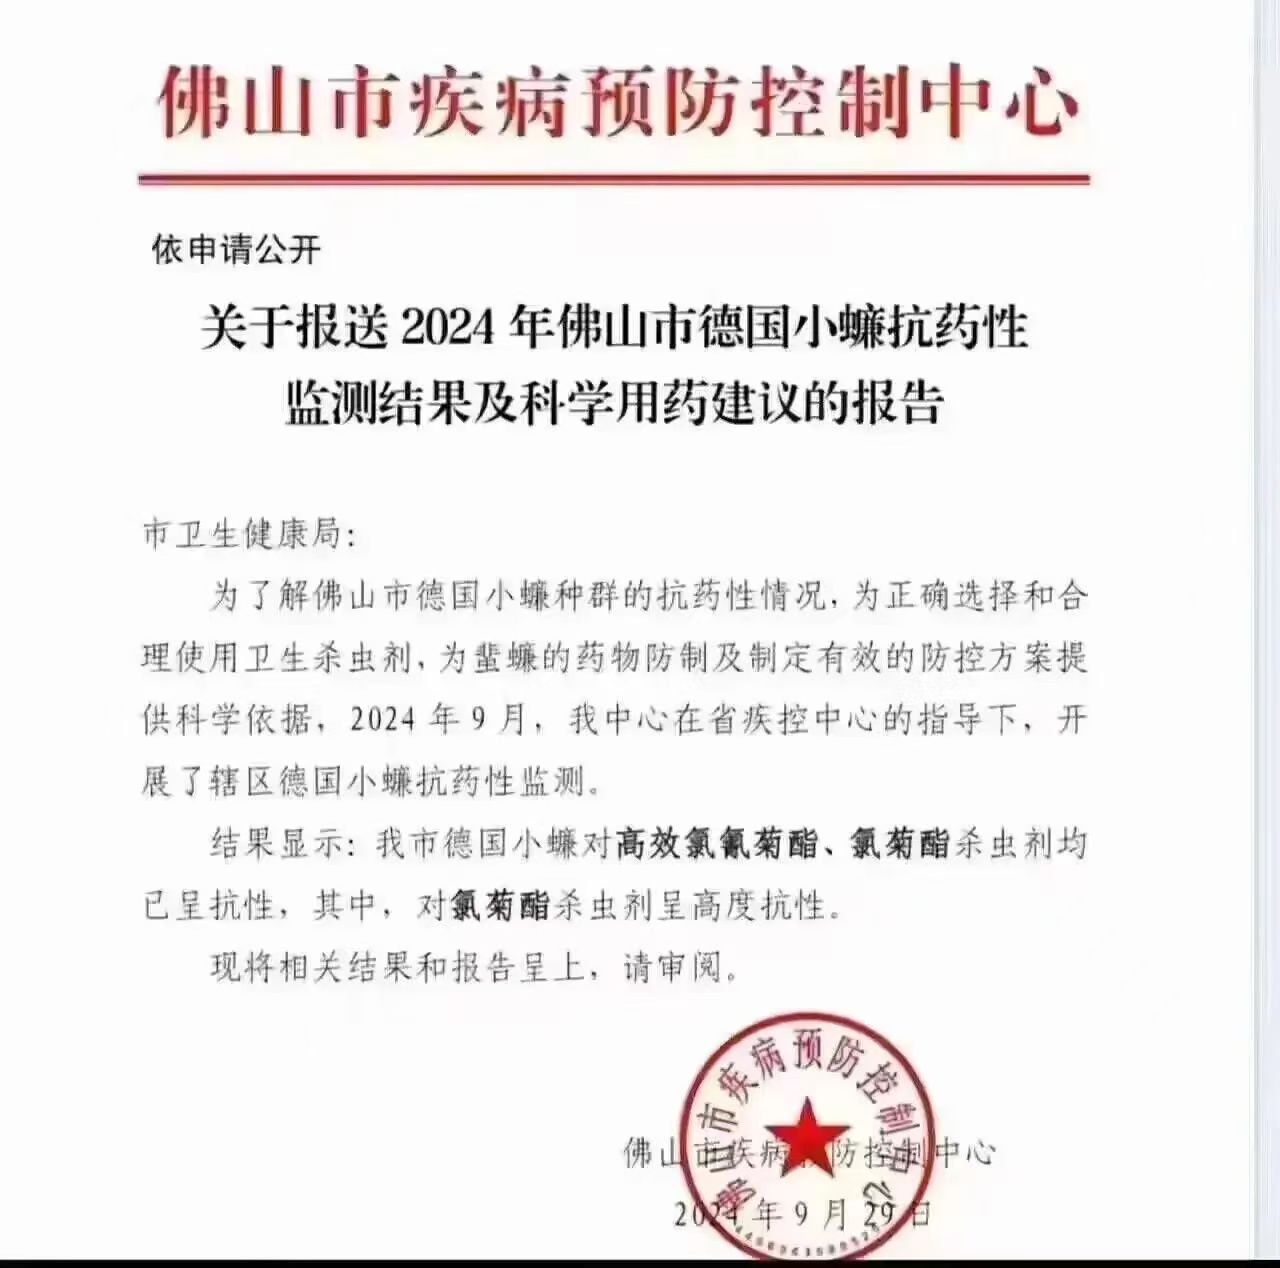 佛山市疾病预防控制中心
依申请公开
关于报送 2024 年佛山市德国小蠊抗药性
监测结果及科学用药建议的报告
市卫生健康局：
为了解佛山市德国小蠊种群的抗药性情况，为正确选择和合
理使用卫生杀虫剂，为蜚蠊的药物防制及制定有效的防控方案提
供科学依据，2024 年 9 月，我中心在省疾控中心的指导下，开
展了辖区德国小蠊抗药性监测。
结果显示：我市德国小蠊对高效氯氰菊酯、氯菊酯杀虫剂均
已呈抗性，其中，对氯菊酯杀虫剂呈高度抗性。
现将相关结果和报告呈上，请审阅。
佛山市疾病预防控制中心
佛山市疾病预防控制中心
2024 年 9 月 29 日